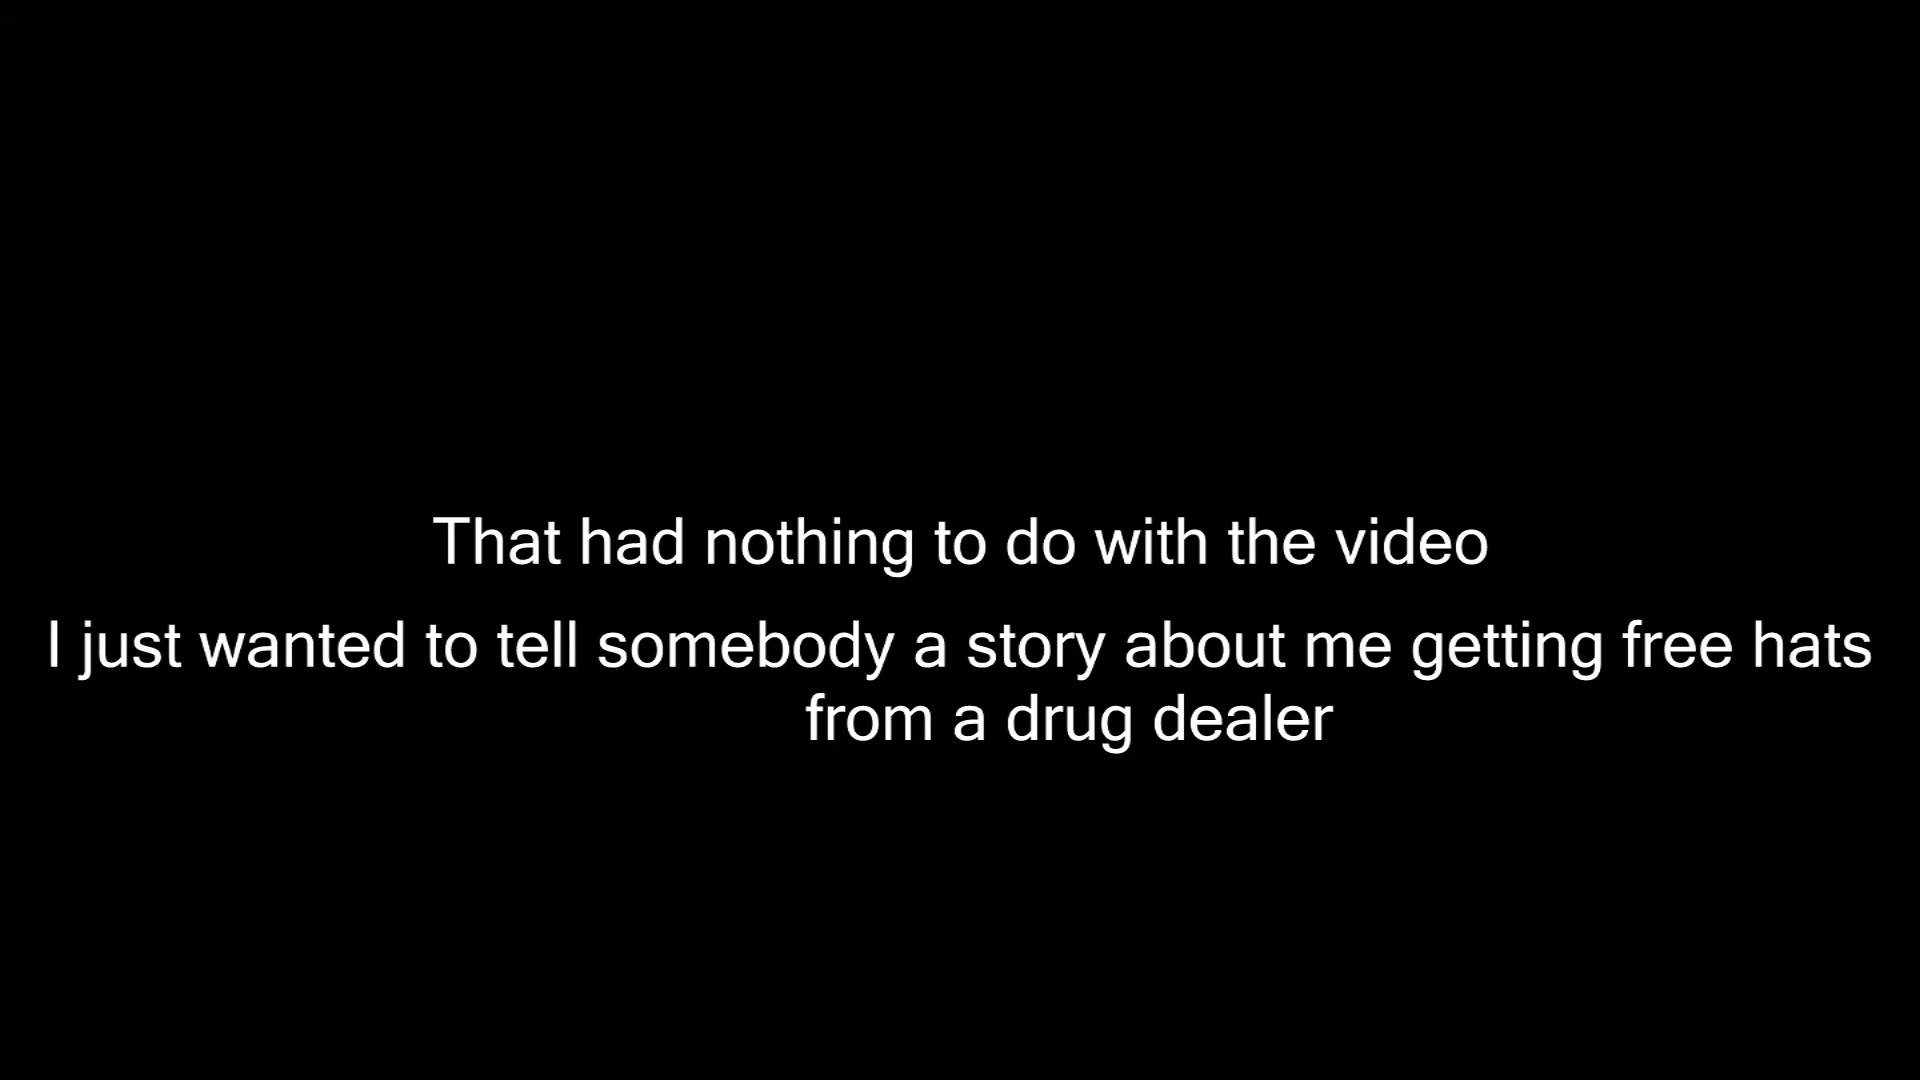 That had nothing to do with the video
I just wanted to tell somebody a story about me getting free hats
from a drug dealer